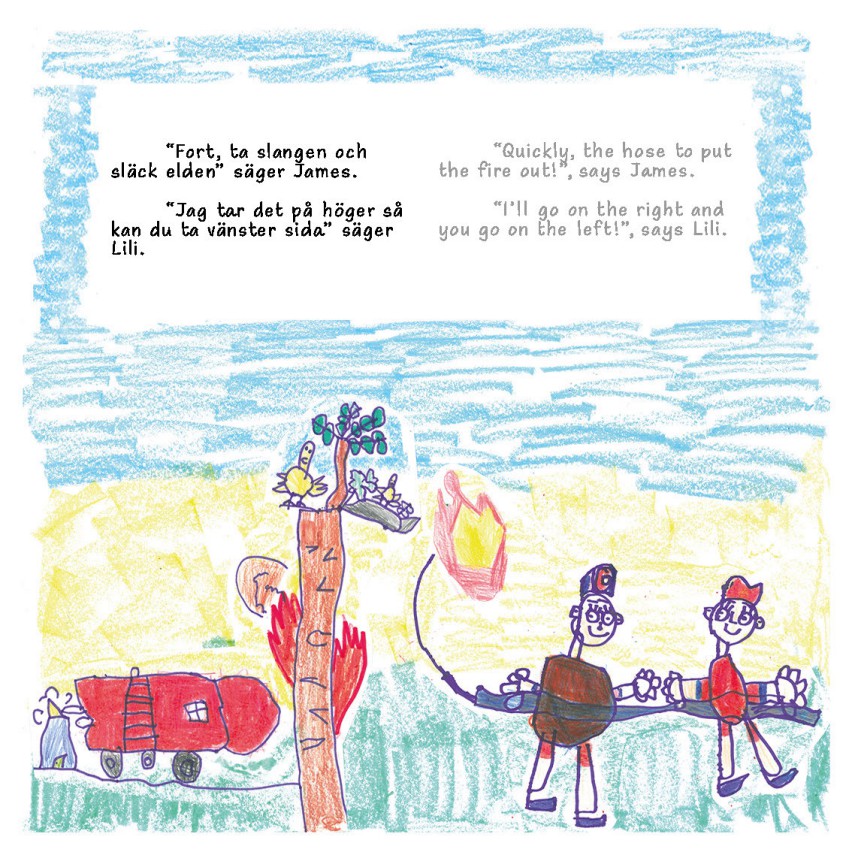 “Fort, ta slangen och
släck elden” säger James.
“Jag tar det på höger så
kan du ta vänster sida” säger
Lili.
“Quickly, the hose to put
the fire out!”, says James.
“I’ll go on the right and
you go on the left!”, says Lili.